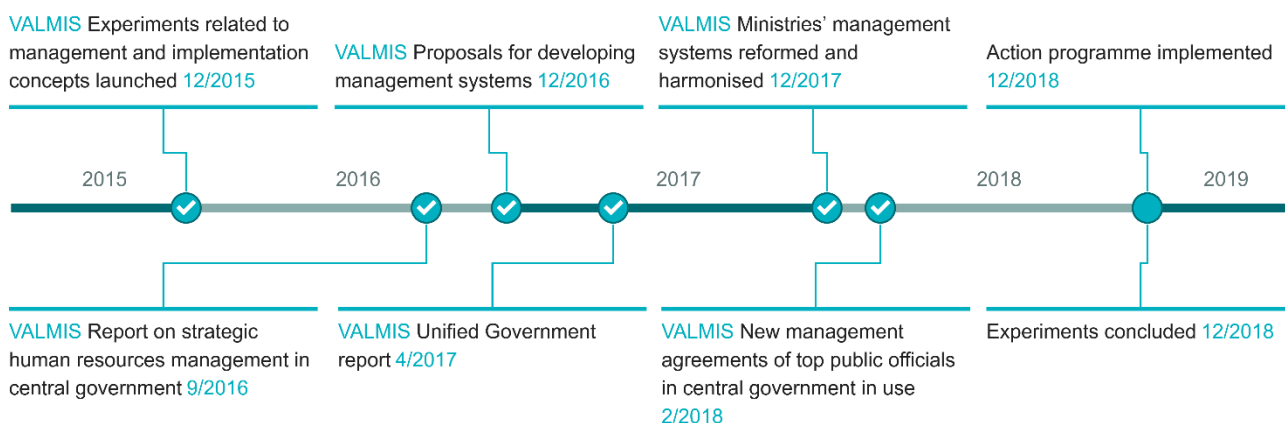 VALMIS Experiments related to
management and implementation
concepts launched 12/2015
VALMIS Proposals for developing
management systems 12/2016
VALMIS Ministries’ management
systems reformed and
harmonised 12/2017
Action programme implemented
12/2018
2015
2016
2017
2018
2019
VALMIS Report on strategic
human resources management in
central government 9/2016
VALMIS Unified Government
report 4/2017
VALMIS New management
agreements of top public officials
in central government in use
2/2018
Experiments concluded 12/2018